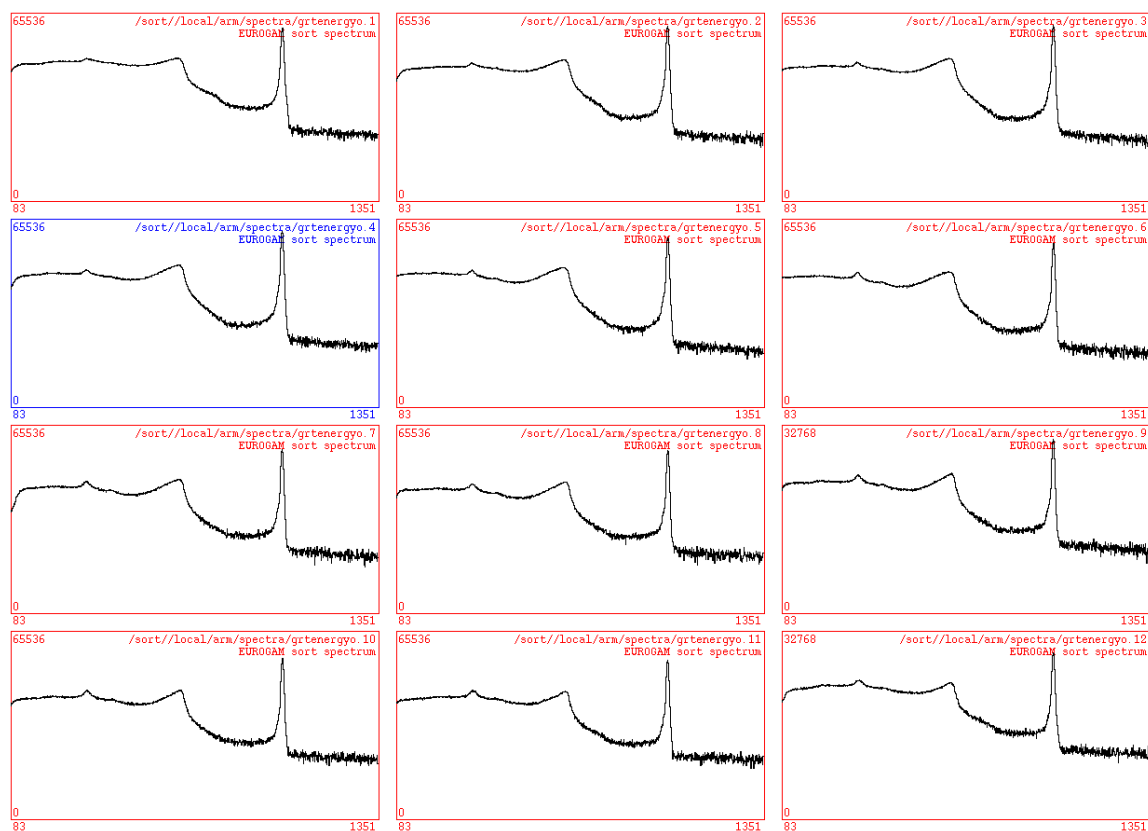 65536 /sort//local/arm/spectra/grtenergyo.1
EUROGAM sort spectrum
0
83 1351
65536 /sort//local/arm/spectra/grtenergyo.2
EUROGAM sort spectrum
0
83 1351
65536 /sort//local/arm/spectra/grtenergyo.3
EUROGAM sort spectrum
0
83 1351
65536 /sort//local/arm/spectra/grtenergyo.4
EUROGAM sort spectrum
0
83 1351
65536 /sort//local/arm/spectra/grtenergyo.5
EUROGAM sort spectrum
0
83 1351
65536 /sort//local/arm/spectra/grtenergyo.6
EUROGAM sort spectrum
0
83 1351
65536 /sort//local/arm/spectra/grtenergyo.7
EUROGAM sort spectrum
0
83 1351
65536 /sort//local/arm/spectra/grtenergyo.8
EUROGAM sort spectrum
0
83 1351
32768 /sort//local/arm/spectra/grtenergyo.9
EUROGAM sort spectrum
0
83 1351
65536 /sort//local/arm/spectra/grtenergyo.10
EUROGAM sort spectrum
0
83 1351
65536 /sort//local/arm/spectra/grtenergyo.11
EUROGAM sort spectrum
0
83 1351
32768 /sort//local/arm/spectra/grtenergyo.12
EUROGAM sort spectrum
0
83 1351